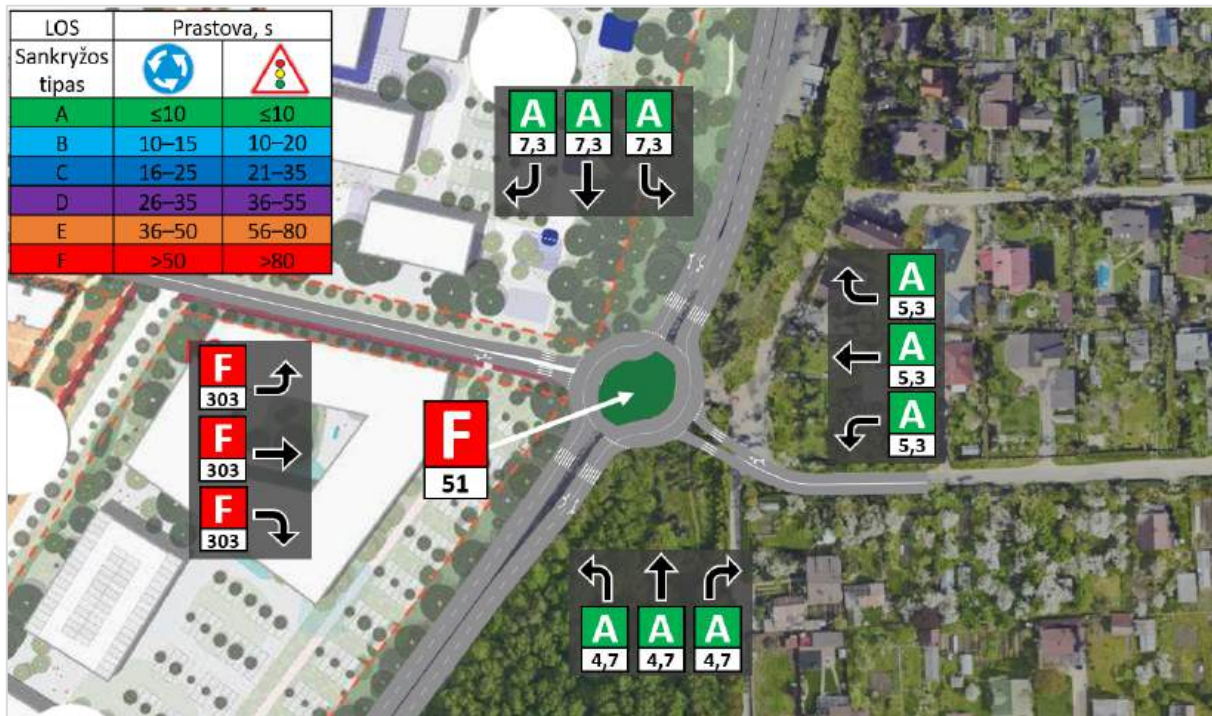 LOS Prastova, s
Sankryžos
tipas
A ≤10 ≤10
B 10–15 10–20
C 16–25 21–35
D 26–35 36–55
E 36–50 56–80
F >50 >80
A A A
7,3 7,3 7,3
A
5,3
A
5,3
A
5,3
F
303
F
303
F
303
F
51
A A A
4,7 4,7 4,7